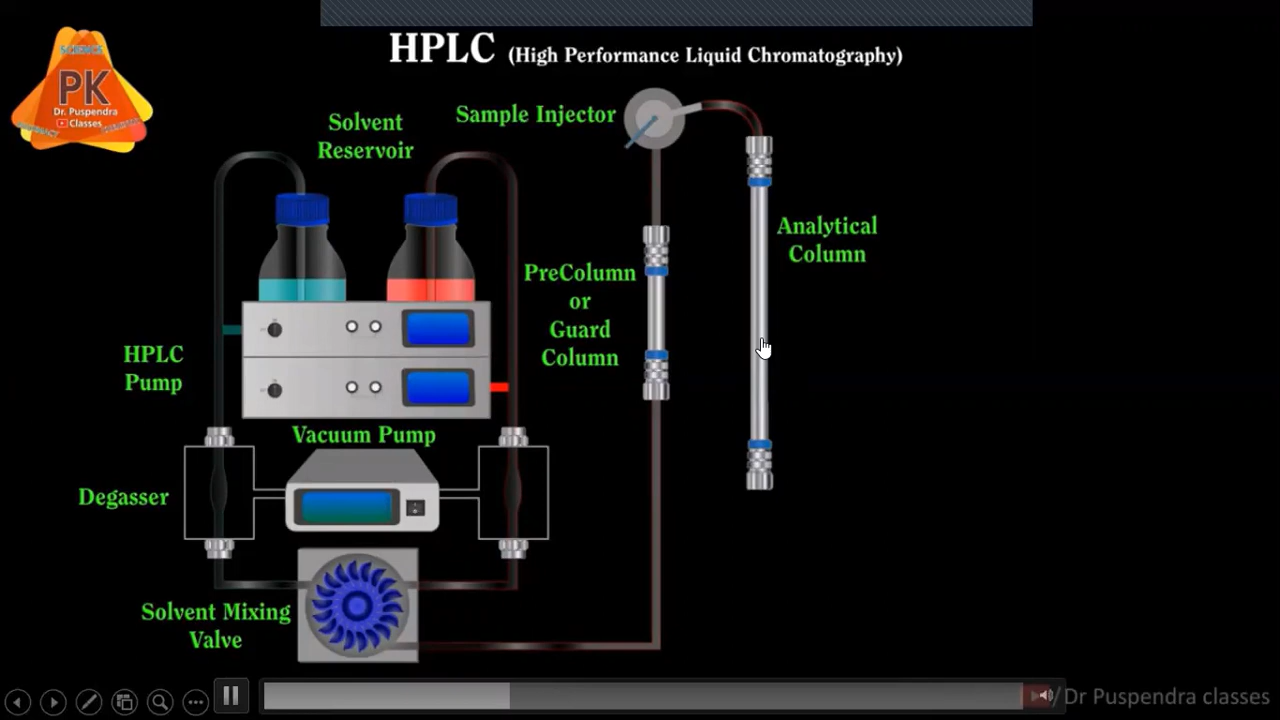 HPLC (High Performance Liquid Chromatography)
SCIENCE
PK
Dr. Puspendra
Classes
Solvent
Reservoir
Sample Injector
Analytical
Column
PreColumn
or
Guard
Column
HPLC
Pump
Vacuum Pump
Degasser
Solvent Mixing
Valve
/Dr Puspendra classes